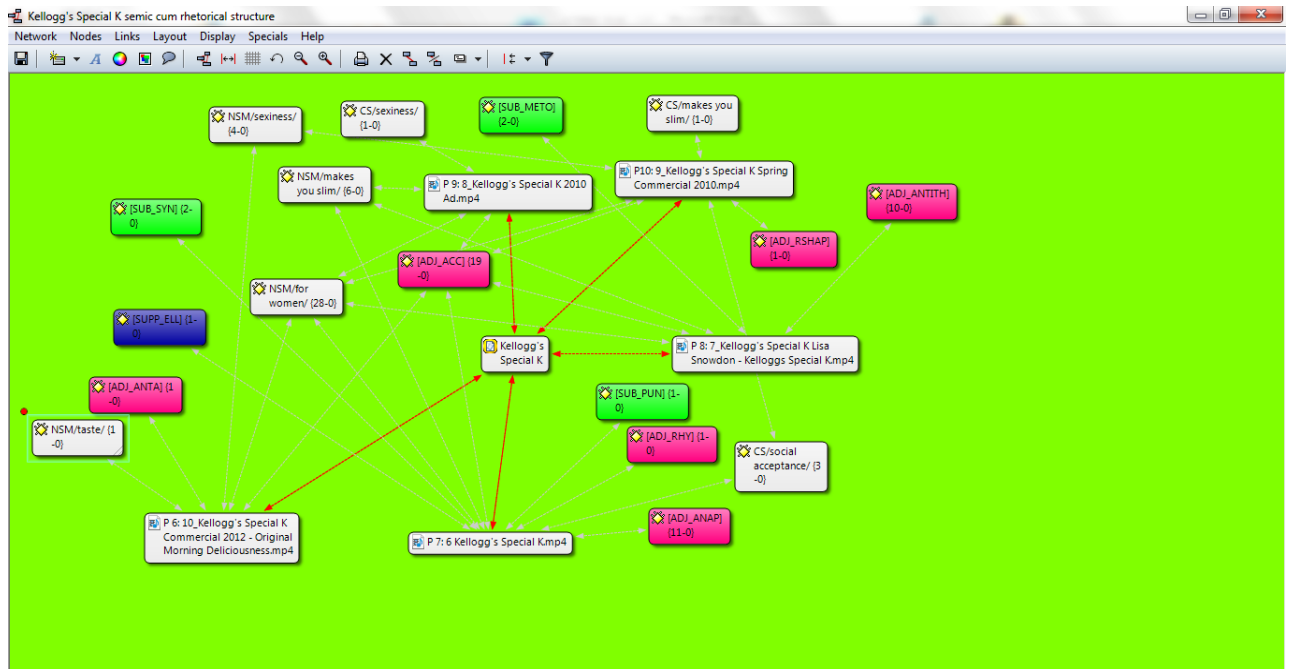 Kellogg's Special K semic cum rhetorical structure
Network Nodes Links Layout Display Specials Help
NSM/sexiness/
{4-0}
CS/sexiness/
{1-0}
[SUB_METO]
{2-0}
CS/makes you
slim/ {1-0}
NSM/makes
you slim/ {6-0}
P 9: 8_Kellogg's Special K 2010
Ad.mp4
P10: 9_Kellogg's Special K Spring
Commercial 2010.mp4
[ADJ_ANTITH]
{10-0}
[SUB_SYN] {2-
0}
[ADJ_RSHAP]
{1-0}
[ADJ_ACC] {19
-0}
NSM/for
women/ {28-0}
[SUPP_ELL] {1-
0}
Kellogg's
Special K
P 8: 7_Kellogg's Special K Lisa
Snowdon - Kelloggs Special K.mp4
[ADJ_ANTA] {1
-0}
[SUB_PUN] {1-
0}
NSM/taste/ {1
-0}
[ADJ_RHY] {1-
0}
CS/social
acceptance/ {3
-0}
P 6: 10_Kellogg's Special K
Commercial 2012 - Original
Morning Deliciousness.mp4
P 7: 6 Kellogg's Special K.mp4
[ADJ_ANAP]
{11-0}